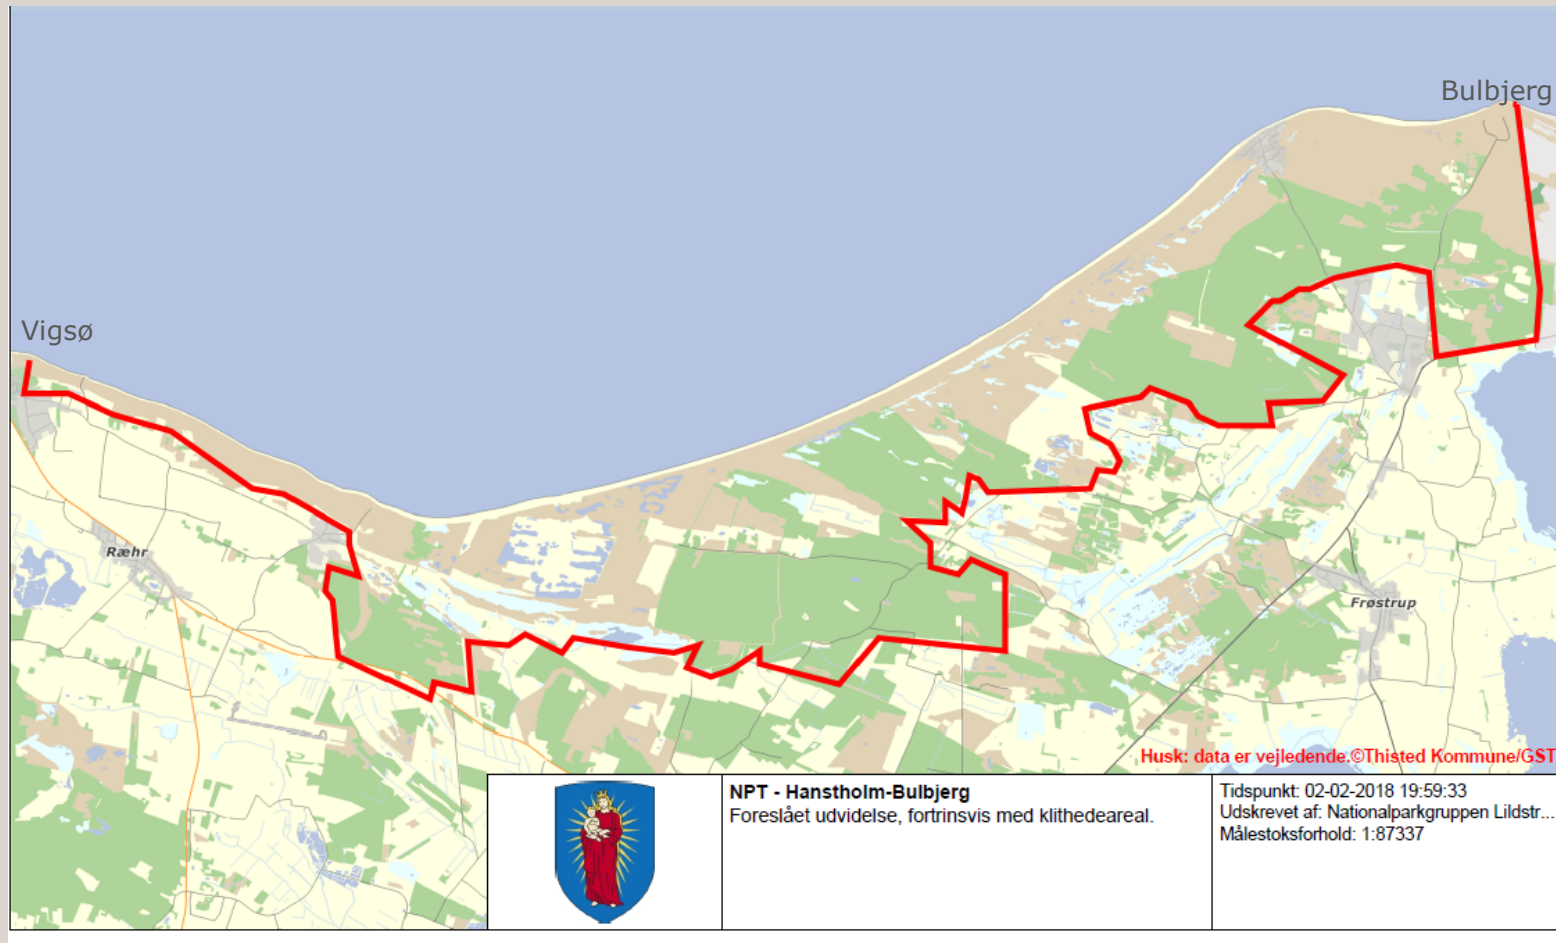 Bulbjerg
Vigsø
Ræhr
Frøstrup
Husk: data er vejledende.©Thisted Kommune/GST
NPT - Hanstholm-Bulbjerg
Foreslået udvidelse, fortrinsvis med klithedeareal.
Tidspunkt: 02-02-2018 19:59:33
Udskrevet af: Nationalparkgruppen Lildstr...
Målestoksforhold: 1:87337